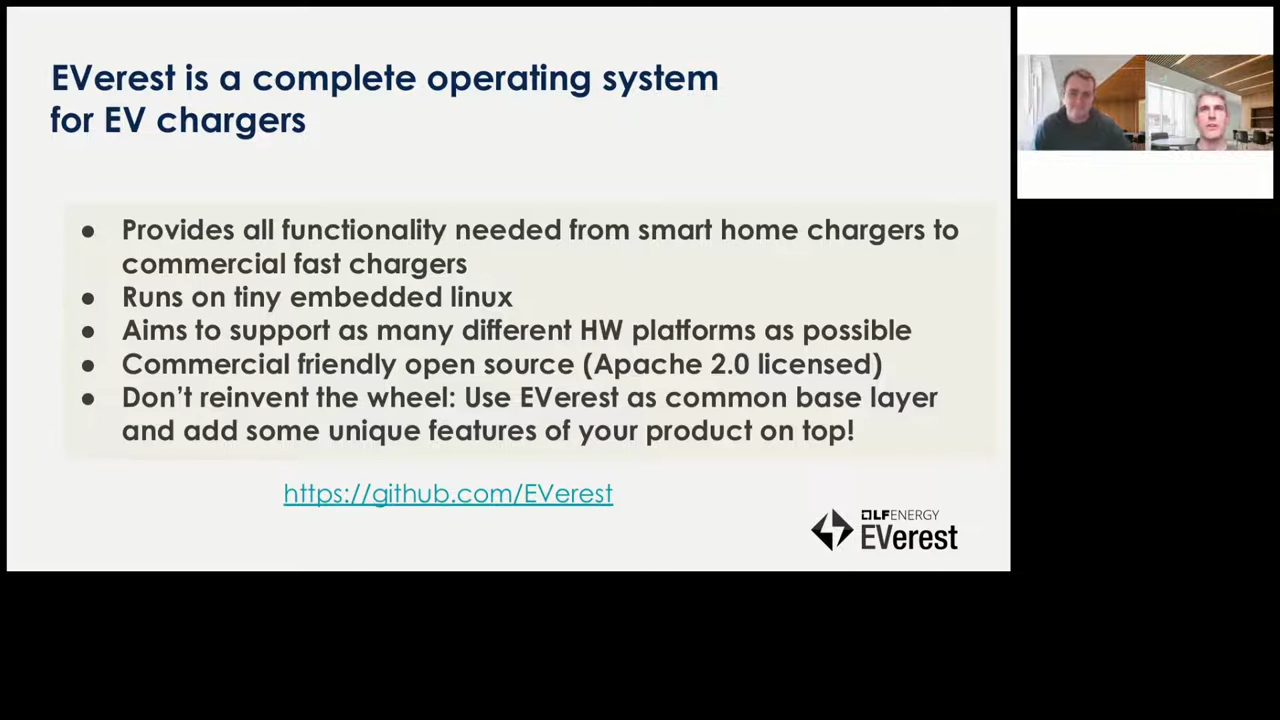 EVerest is a complete operating system
for EV chargers
● Provides all functionality needed from smart home chargers to
commercial fast chargers
● Runs on tiny embedded linux
● Aims to support as many different HW platforms as possible
● Commercial friendly open source (Apache 2.0 licensed)
● Don’t reinvent the wheel: Use EVerest as common base layer
and add some unique features of your product on top!
https://github.com/EVerest
LFENERGY
EVerest